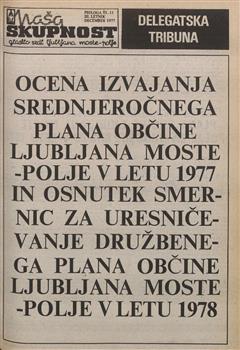 Naša
SKUPNOST
glasilo szdl ljubljana moste-polje
PRILOGA ŠT. 11
III. LETNIK
DECEMBER 1977
DELEGATSKA
TRIBUNA
OCENA IZVAJANJA
SREDNJEROČNEGA
PLANA OBČINE
LJUBLJANA MOSTE
-POLJE V LETU 1977
IN OSNUTEK SMER-
NIC ZA URESNIČE-
VANJE DRUŽBENE-
GA PLANA OBČINE
LJUBLJANA MOSTE
-POLJE V LETU 1978